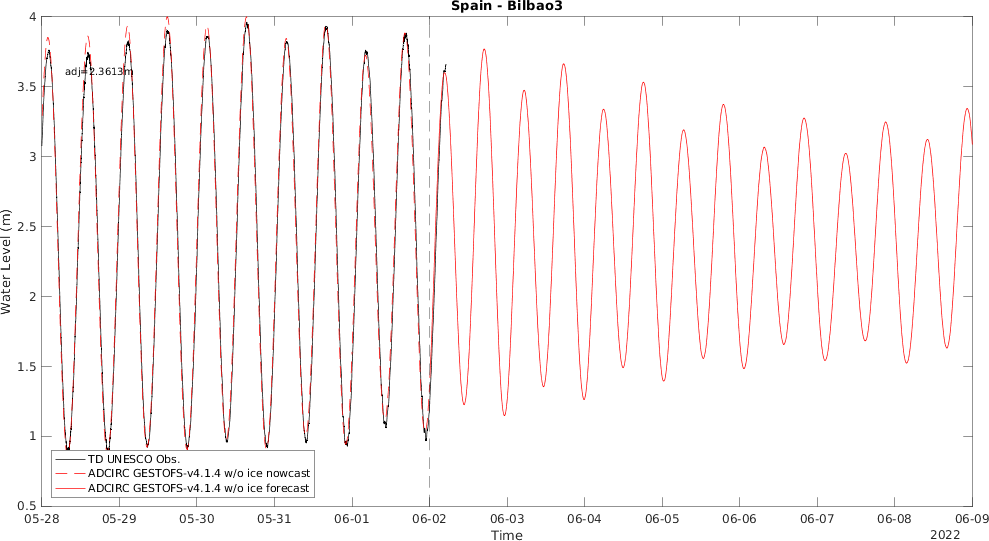 Spain - Bilbao3
4
3.5
3
2.5
2
1.5
1
0.5
Water Level (m)
adj=2.3613m
TD UNESCO Obs.
ADCIRC GESTOFS-v4.1.4 w/o ice nowcast
ADCIRC GESTOFS-v4.1.4 w/o ice forecast
05-28 05-29 05-30 05-31 06-01 06-02 06-03 06-04 06-05 06-06 06-07 06-08 06-09
Time
2022